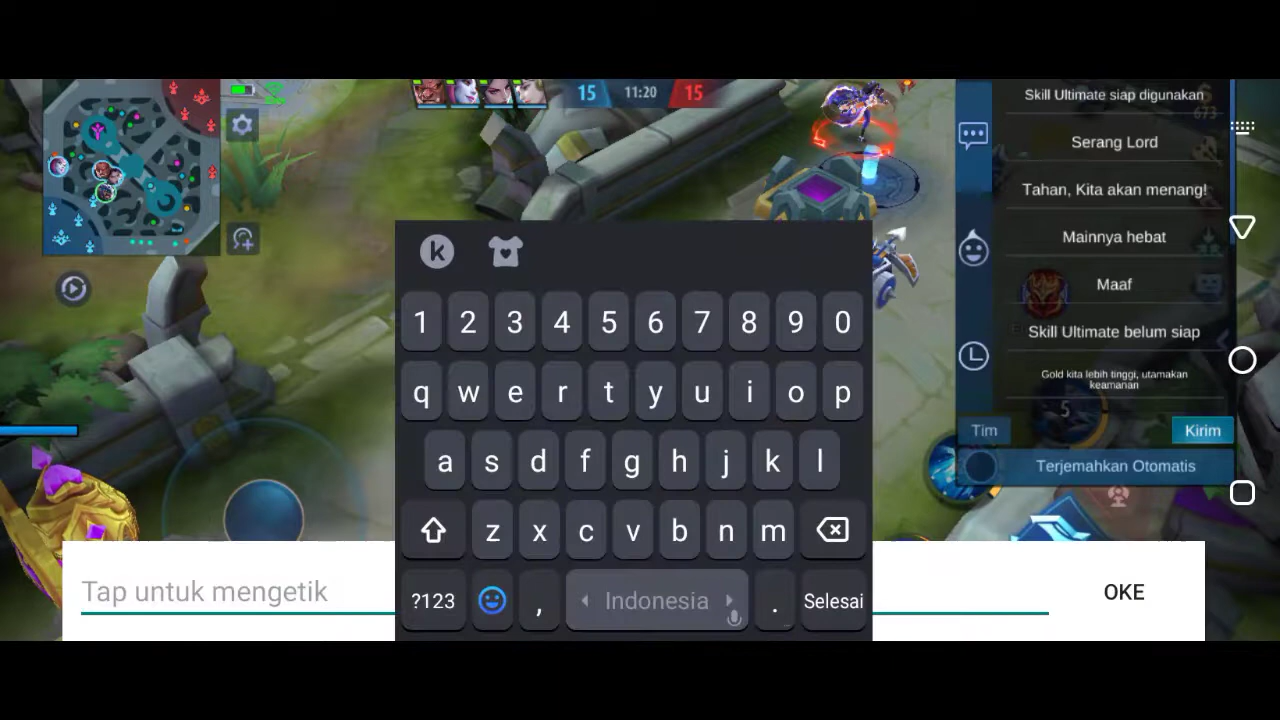 15 11:20 15
Skill Ultimate siap digunakan
673
Serang Lord
Tahan, Kita akan menang!
Mainnya hebat
Maaf
Skill Ultimate belum siap
Gold kita lebih tinggi, utamakan
keamanan
5
Tim Kirim
Terjemahkan Otomatis
k
1 2 3 4 5 6 7 8 9 0
q w e r t y u i o p
a s d f g h j k l
z x c v b n m
?123 , Indonesia . Selesai
Tap untuk mengetik
OKE